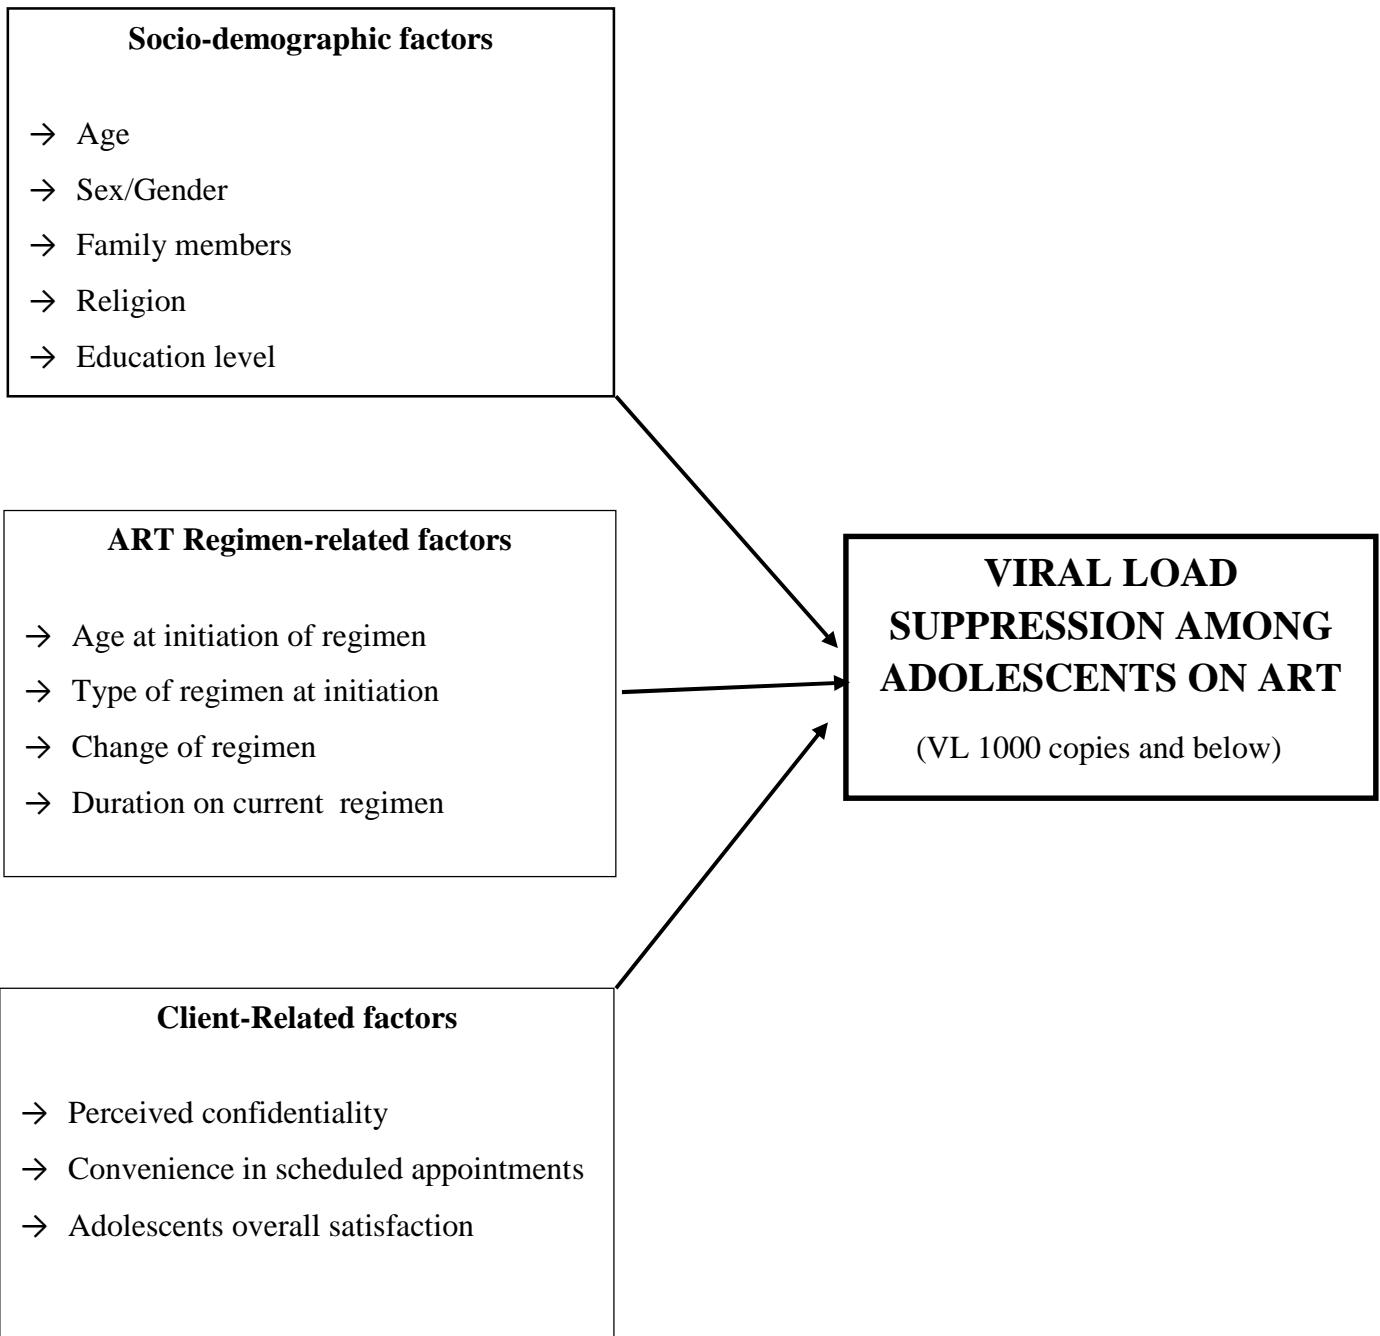 Socio-demographic factors
→ Age
→ Sex/Gender
→ Family members
→ Religion
→ Education level
ART Regimen-related factors
→ Age at initiation of regimen
→ Type of regimen at initiation
→ Change of regimen
→ Duration on current regimen
Client-Related factors
→ Perceived confidentiality
→ Convenience in scheduled appointments
→ Adolescents overall satisfaction
VIRAL LOAD
SUPPRESSION AMONG
ADOLESCENTS ON ART
(VL 1000 copies and below)